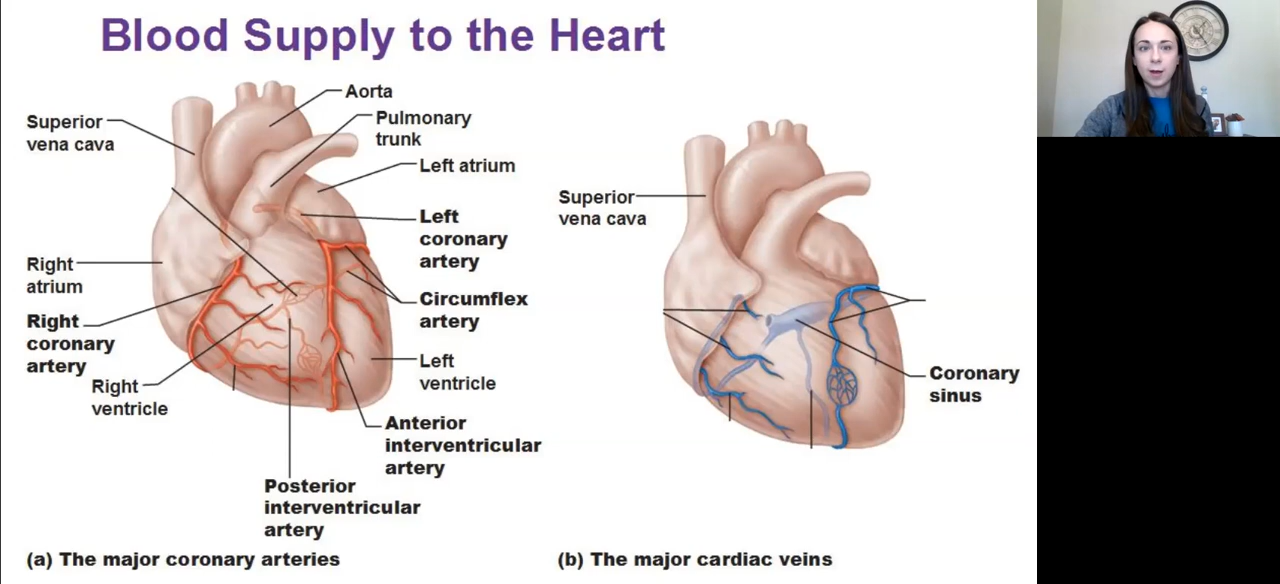 Blood Supply to the Heart
Aorta
Superior
vena cava
Pulmonary
trunk
Left atrium
Left
coronary
artery
Right
atrium
Circumflex
artery
Right
coronary
artery
Left
ventricle
Right
ventricle
Anterior
interventricular
artery
Posterior
interventricular
artery
(a) The major coronary arteries
Superior
vena cava
Coronary
sinus
(b) The major cardiac veins